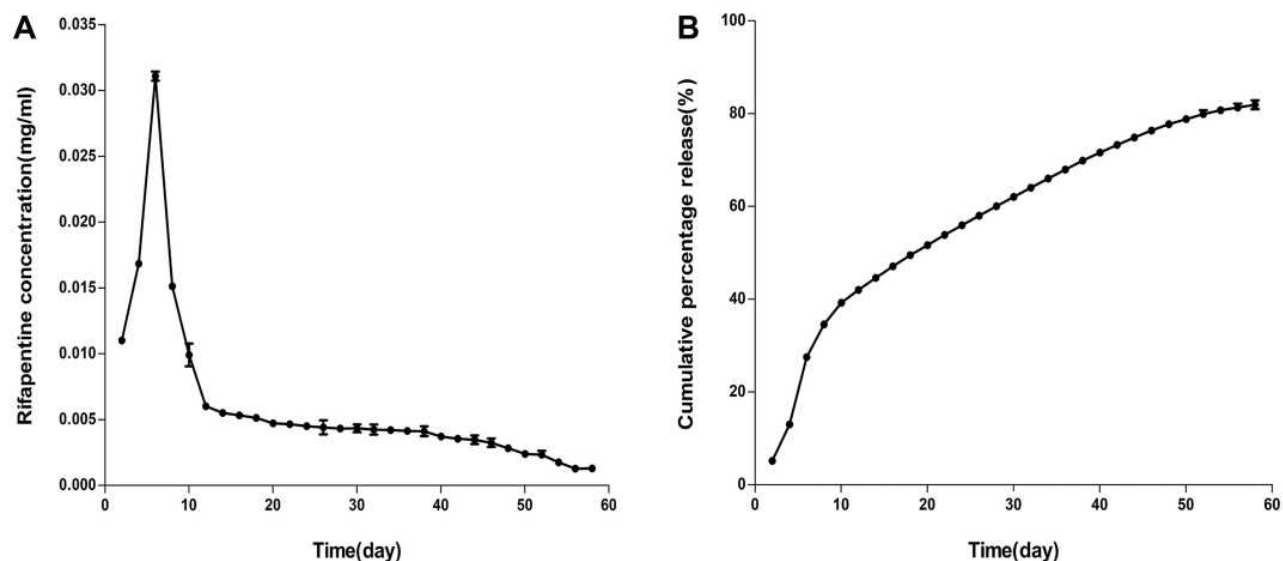 A
Rifapentine concentration(mg/ml)
0.035
0.030
0.025
0.020
0.015
0.010
0.005
0.000
0 10 20 30 40 50 60
Time(day)
B
Cumulative percentage release(%)
100
80
60
40
20
0
0 10 20 30 40 50 60
Time(day)